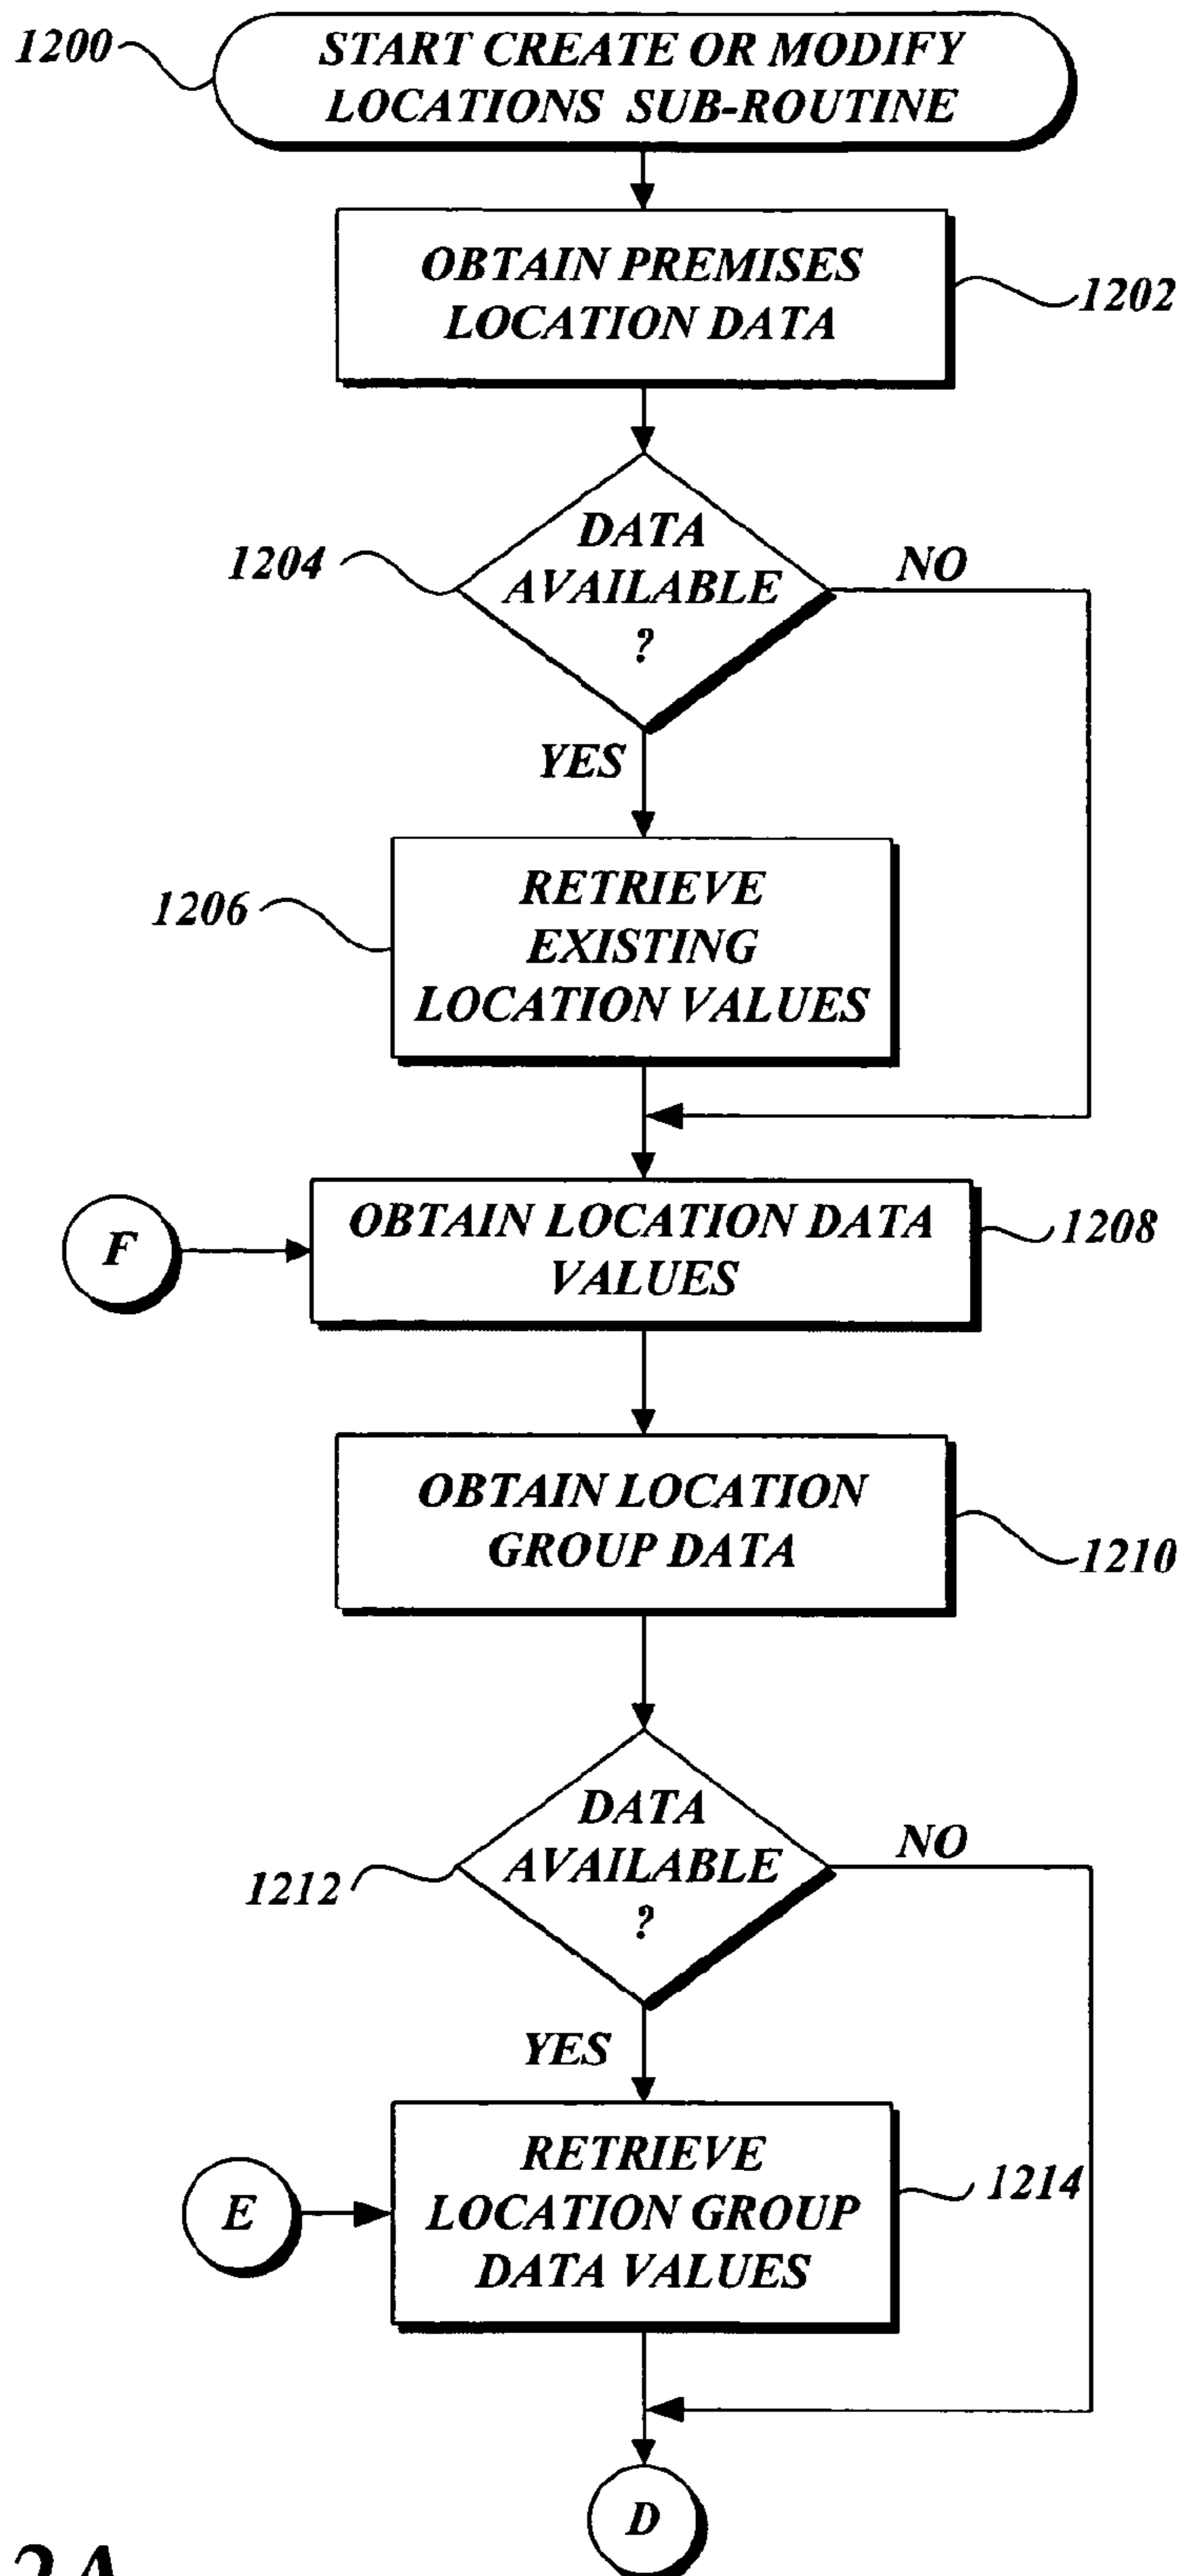 1200
START CREATE OR MODIFY
LOCATIONS SUB-ROUTINE
OBTAIN PREMISES
LOCATION DATA
1202
DATA
AVAILABLE
?
1204
NO
YES
RETRIEVE
EXISTING
LOCATION VALUES
1206
F
OBTAIN LOCATION DATA
VALUES
1208
OBTAIN LOCATION
GROUP DATA
1210
DATA
AVAILABLE
?
1212
NO
YES
RETRIEVE
LOCATION GROUP
DATA VALUES
1214
E
D
2A